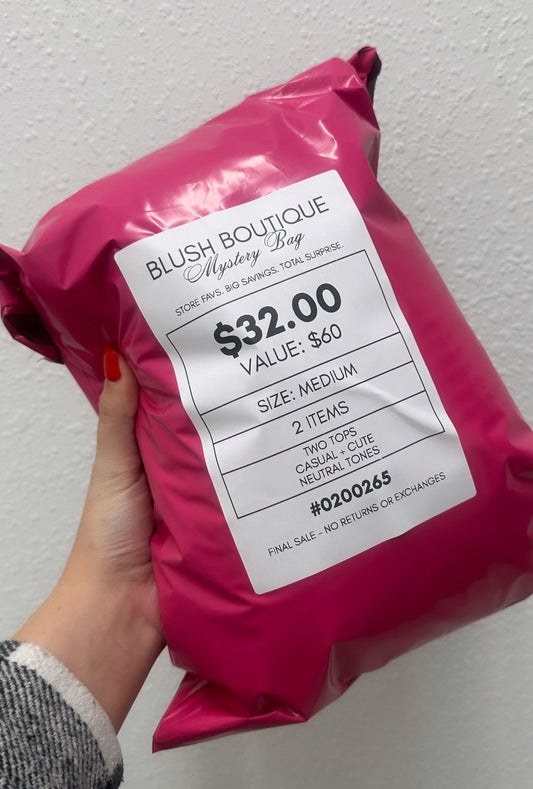 BLUSH BOUTIQUE
Mystery Bag
STORE FAVS. BIG SAVINGS. TOTAL SURPRISE.
$32.00
VALUE: $60
SIZE: MEDIUM
2 ITEMS
TWO TOPS
CASUAL + CUTE
NEUTRAL TONES
#0200265
FINAL SALE - NO RETURNS OR EXCHANGES